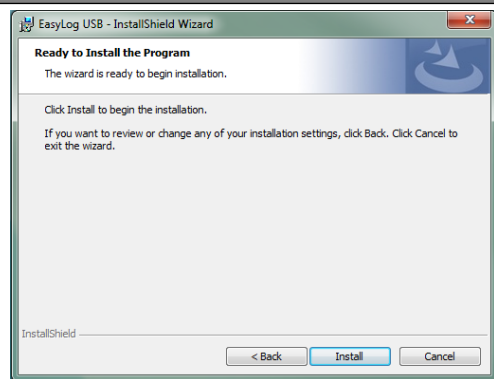 EasyLog USB - InstallShield Wizard
Ready to Install the Program
The wizard is ready to begin installation.
Click Install to begin the installation.
If you want to review or change any of your installation settings, click Back. Click Cancel to
exit the wizard.
InstallShield
< Back Install Cancel